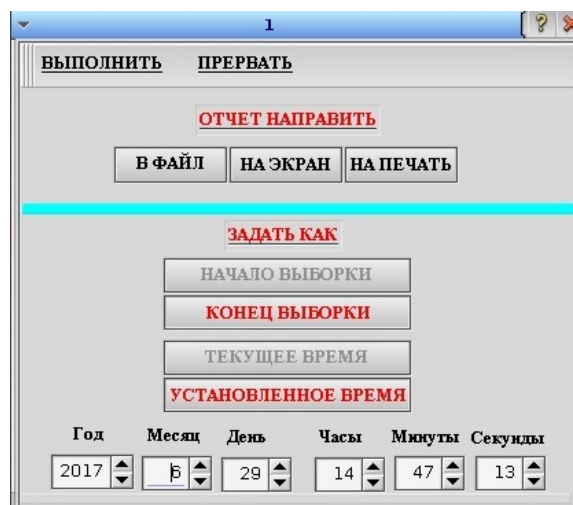 1
?
ВЫПОЛНИТЬ ПРЕРВАТЬ
ОТЧЕТ НАПРАВИТЬ
В ФАЙЛ НА ЭКРАН НА ПЕЧАТЬ
ЗАДАТЬ КАК
НАЧАЛО ВЫБОРКИ
КОНЕЦ ВЫБОРКИ
ТЕКУЩЕЕ ВРЕМЯ
УСТАНОВЛЕННОЕ ВРЕМЯ
Год Месяц День Часы Минуты Секунды
2017 6 29 14 47 13